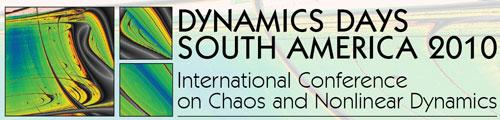 DYNAMICS DAYS
SOUTH AMERICA 2010
International Conference
on Chaos and Nonlinear Dynamics